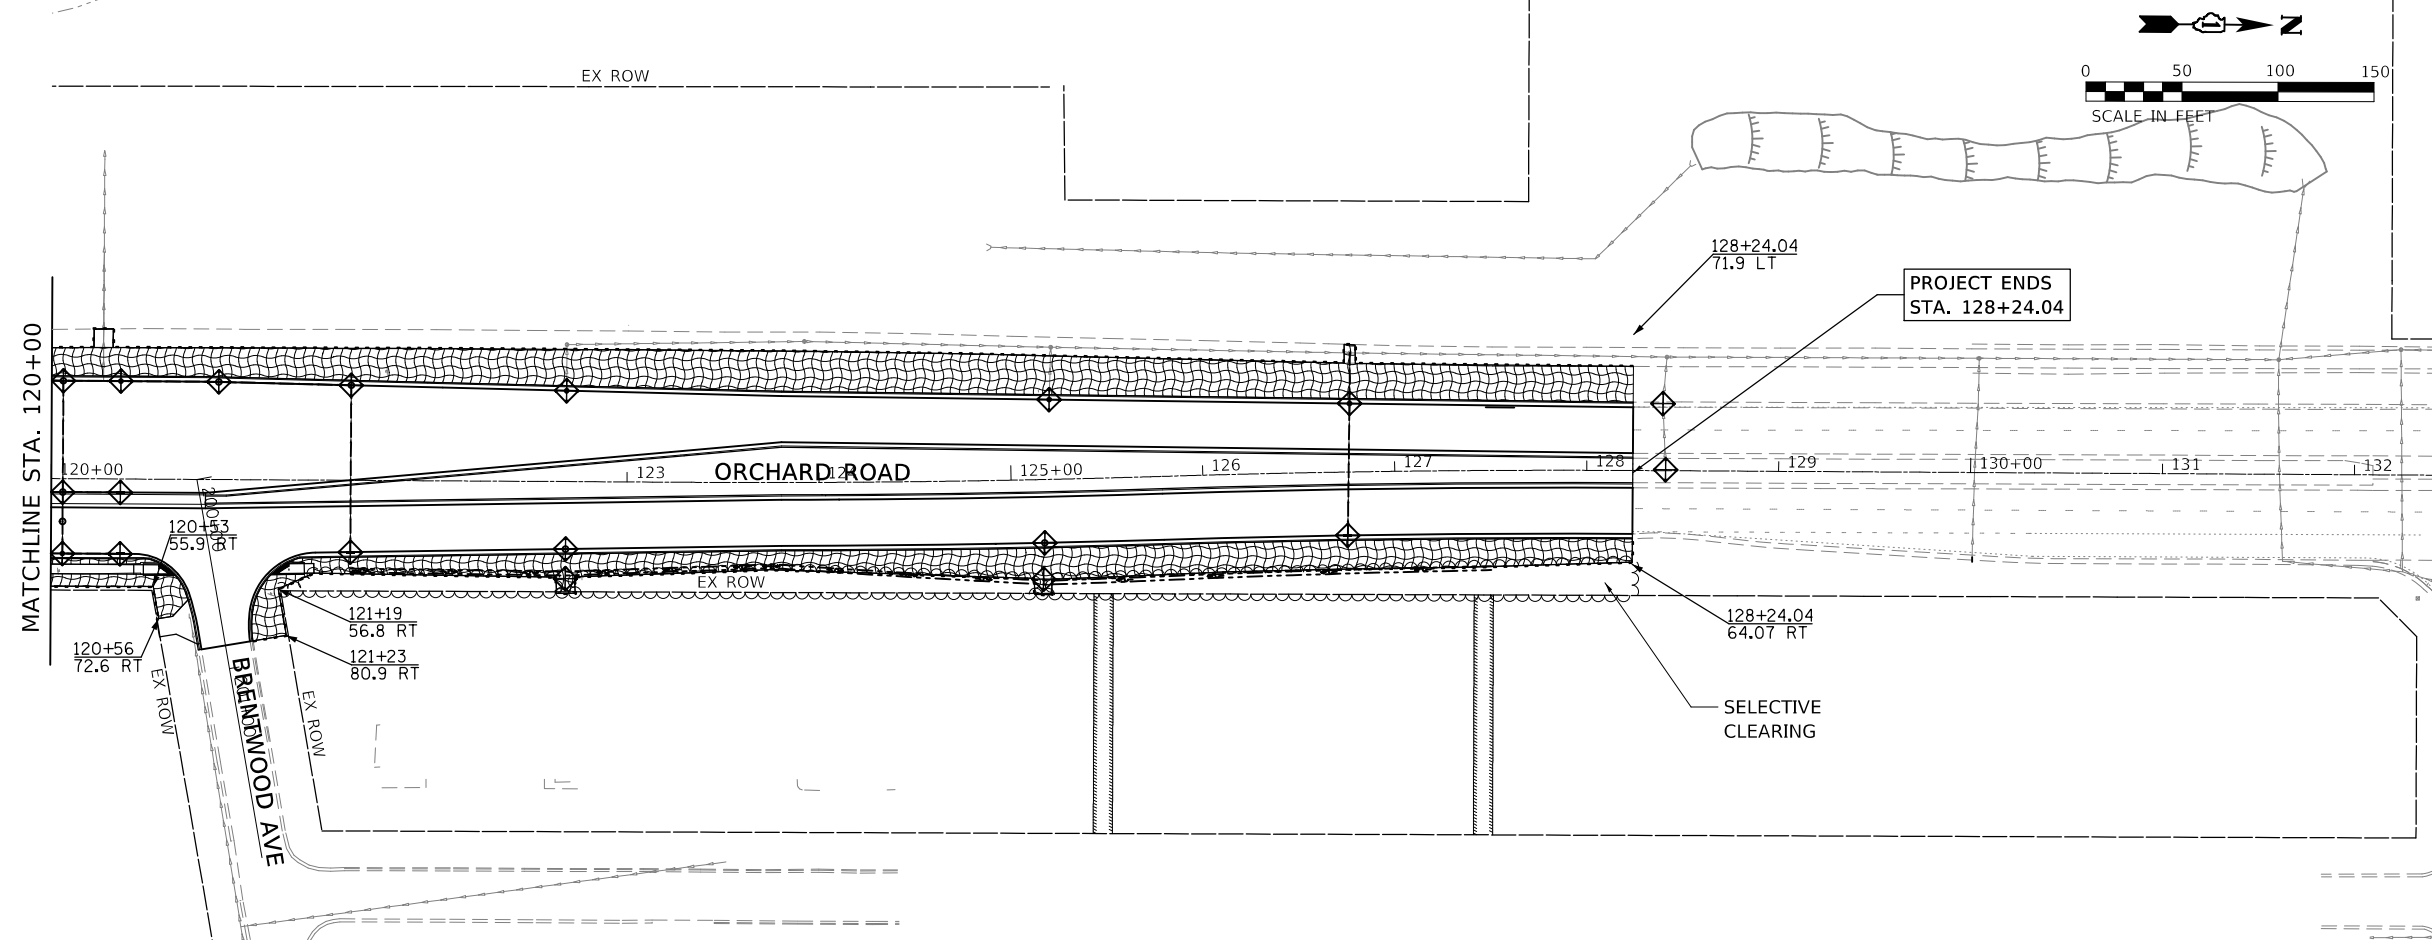 N
0 50 100 150
SCALE IN FEET
EX ROW
128+24.04
71.9 LT
PROJECT ENDS
STA. 128+24.04
MATCHLINE STA. 120+00
120+00
123
ORCHARD ROAD
125+00
126
127
128
129
130+00
131
132
120+53
55.9 RT
EX ROW
121+19
56.8 RT
128+24.04
64.07 RT
120+56
72.6 RT
121+23
80.9 RT
EX ROW
BRENTWOOD AVE
EX ROW
SELECTIVE
CLEARING